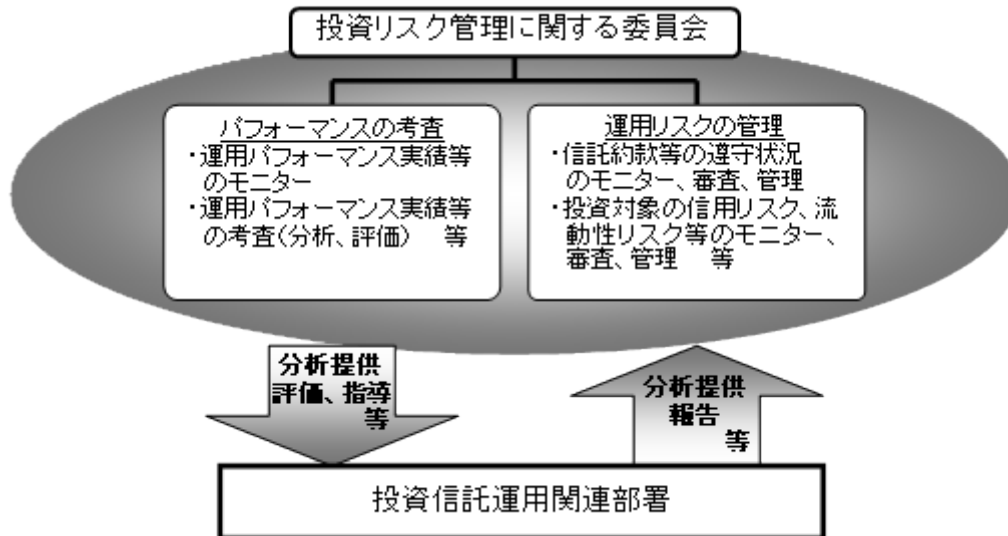 投資リスク管理に関する委員会
パフォーマンスの考査
・運用パフォーマンス実績等
のモニター
・運用パフォーマンス実績等
の考査(分析、評価) 等
運用リスクの管理
・信託約款等の遵守状況
のモニター、審査、管理
・投資対象の信用リスク、流
動性リスク等のモニター、
審査、管理 等
分析提供
評価、指導
等
分析提供
報告
等
投資信託運用関連部署